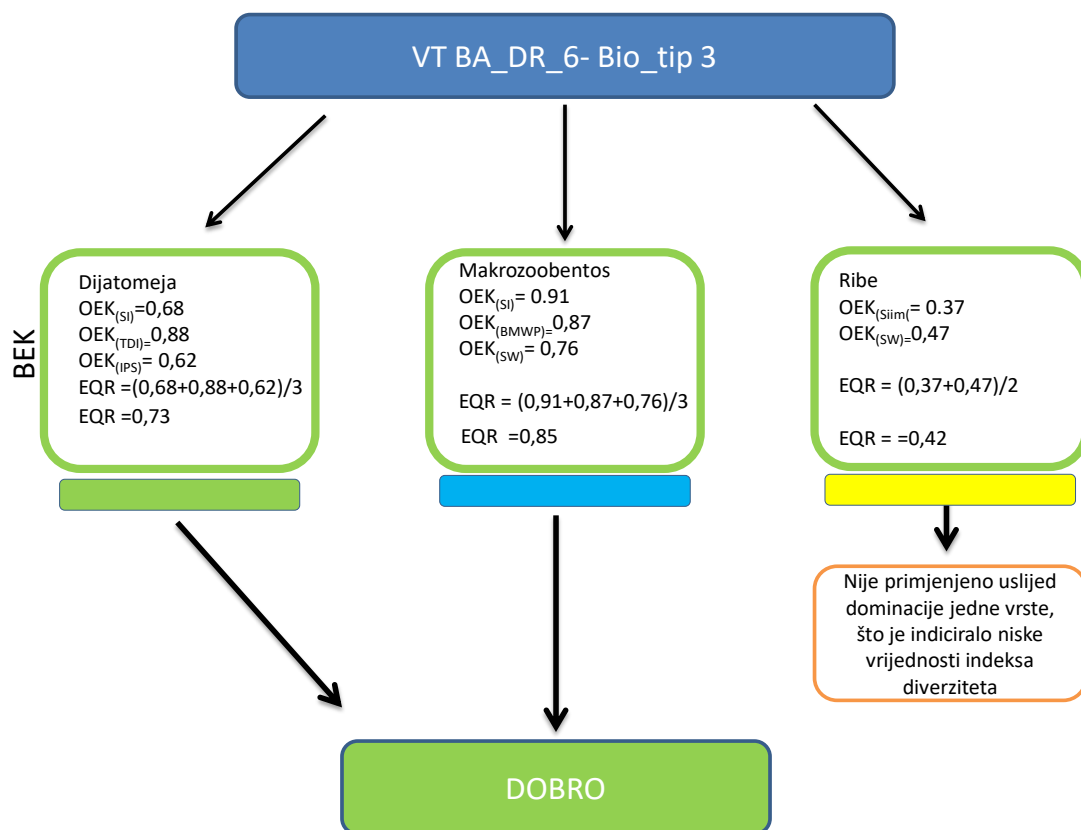 VT BA_DR_6- Bio_tip 3
BEK
Dijatomeja
OEK(SI)=0,68
OEK(TDI)=0,88
OEK(IPS)= 0,62
EQR =(0,68+0,88+0,62)/3
EQR =0,73
Makrozoobentos
OEK(SI)= 0.91
OEK(BMWP)=0,87
OEK(SW)= 0,76
EQR = (0,91+0,87+0,76)/3
EQR =0,85
Ribe
OEK(Siim(= 0.37
OEK(SW)=0,47
EQR = (0,37+0,47)/2
EQR = =0,42
Nije primjenjeno uslijed
dominacije jedne vrste,
što je indiciralo niske
vrijednosti indeksa
diverziteta
DOBRO